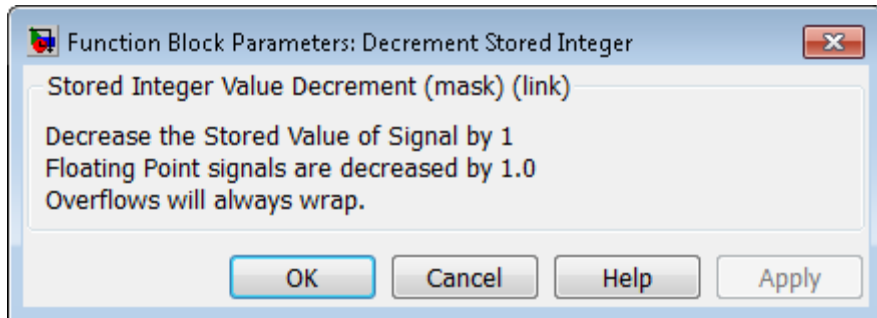 Function Block Parameters: Decrement Stored Integer
Stored Integer Value Decrement (mask) (link)
Decrease the Stored Value of Signal by 1
Floating Point signals are decreased by 1.0
Overflows will always wrap.
OK Cancel Help Apply